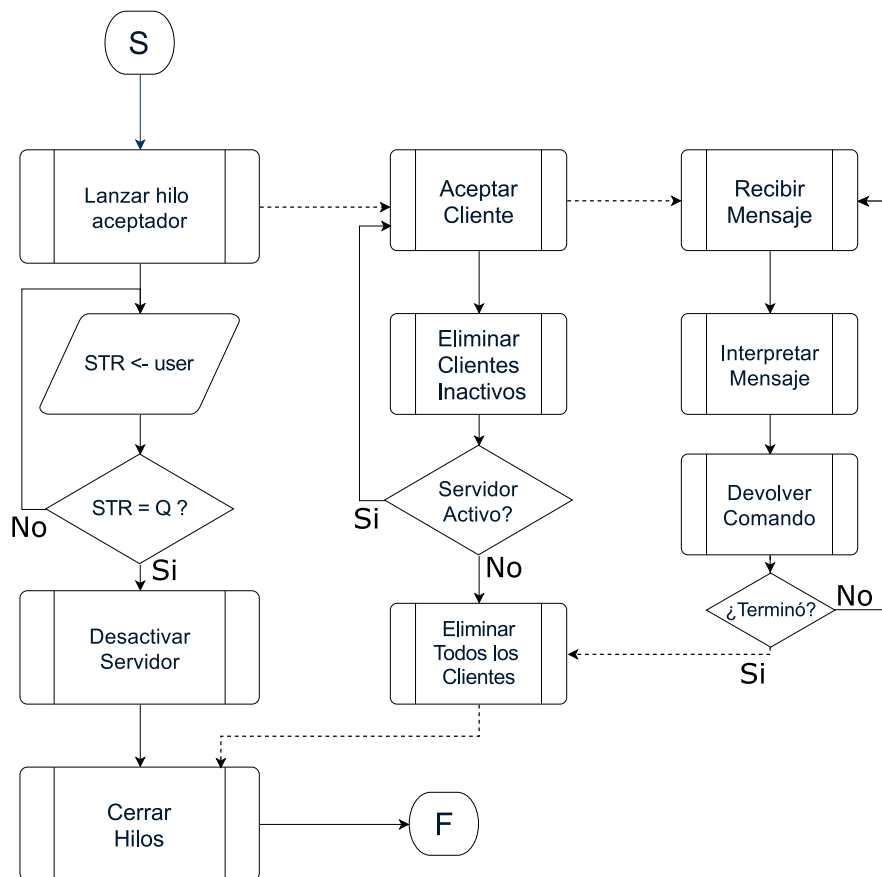 S
Lanzar hilo
aceptador
STR <- user
STR = Q ?
No
Si
Desactivar
Servidor
Cerrar
Hilos
F
Aceptar
Cliente
Eliminar
Clientes
Inactivos
Servidor
Activo?
Si
No
Eliminar
Todos los
Clientes
Recibir
Mensaje
Interpretar
Mensaje
Devolver
Comando
¿Terminó?
No
Si